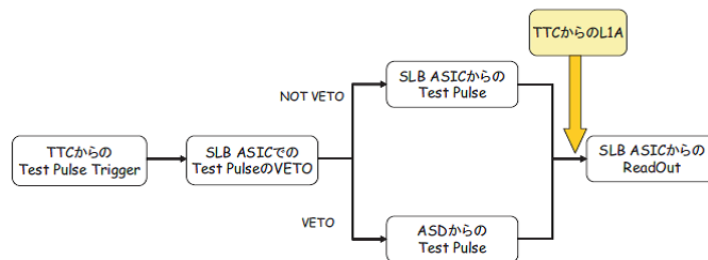 TTCからのL1A
SLB ASICからの
Test Pulse
NOT VETO
TTCからの
Test Pulse Trigger
SLB ASICでの
Test PulseのVETO
SLB ASICからの
ReadOut
VETO
ASDからの
Test Pulse